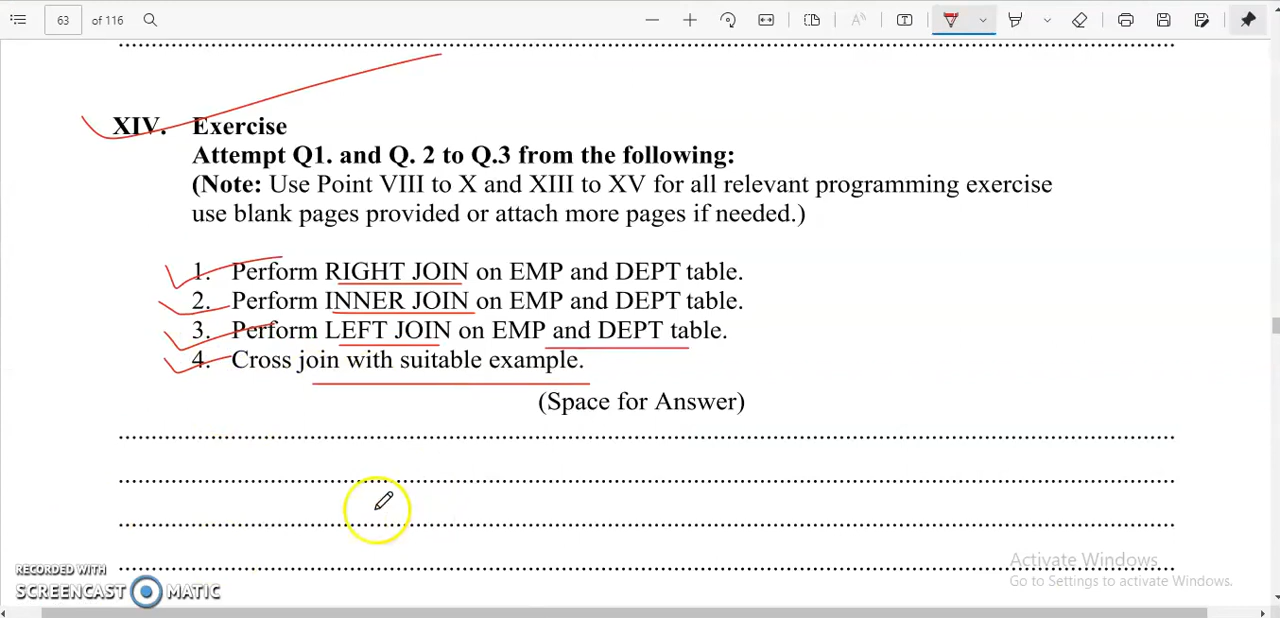 63 of 116
XIV. Exercise
Attempt Q1. and Q. 2 to Q.3 from the following:
(Note: Use Point VIII to X and XIII to XV for all relevant programming exercise
use blank pages provided or attach more pages if needed.)
1. Perform RIGHT JOIN on EMP and DEPT table.
2. Perform INNER JOIN on EMP and DEPT table.
3. Perform LEFT JOIN on EMP and DEPT table.
4. Cross join with suitable example.
(Space for Answer)
Activate Windows
Go to Settings to activate Windows.
RECORDED WITH
SCREENCAST MATIC